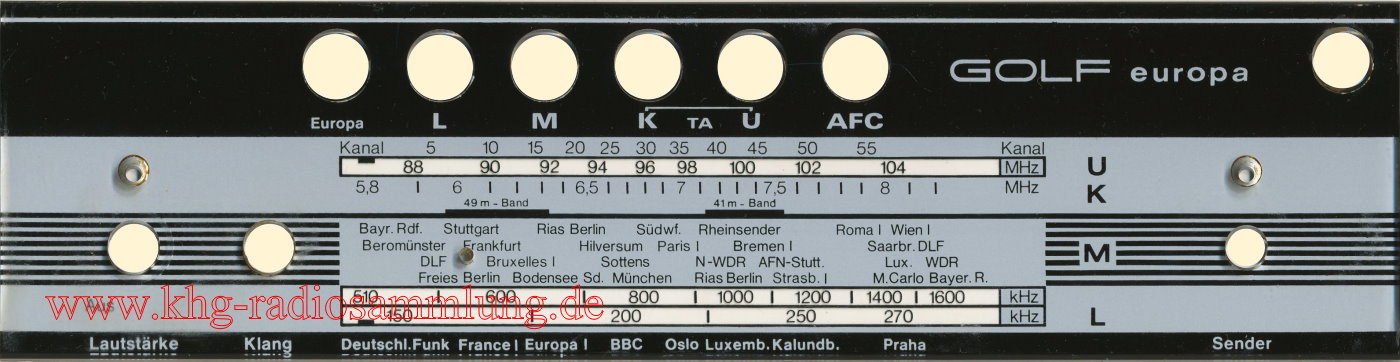 GOLF europa
Europa L M K TA U AFC
Kanal 5 10 15 20 25 30 35 40 45 50 55 Kanal
88 90 92 94 96 98 100 102 104 MHz U
5,8 6 6,5 7 7,5 8 MHz K
49 m - Band 41 m - Band
Bayr. Rdf. Stuttgart Rias Berlin Südwf. Rheinsender Roma I Wien I
Beromünster Frankfurt Hilversum Paris I Bremen I Saarbr. DLF
M
DLF Bruxelles I Sottens N-WDR AFN-Stutt. Lux. WDR
Freies Berlin Bodensee Sd. München Rias Berlin Strasb. I M.Carlo Bayer. R.
510 600 800 1000 1200 1400 1600 kHz
www.khg-radiosammlung.de
Aus
150 200 250 270 kHz L
Lautstärke Klang Deutschl.Funk France I Europa I BBC Oslo Luxemb. Kalundb. Praha Sender